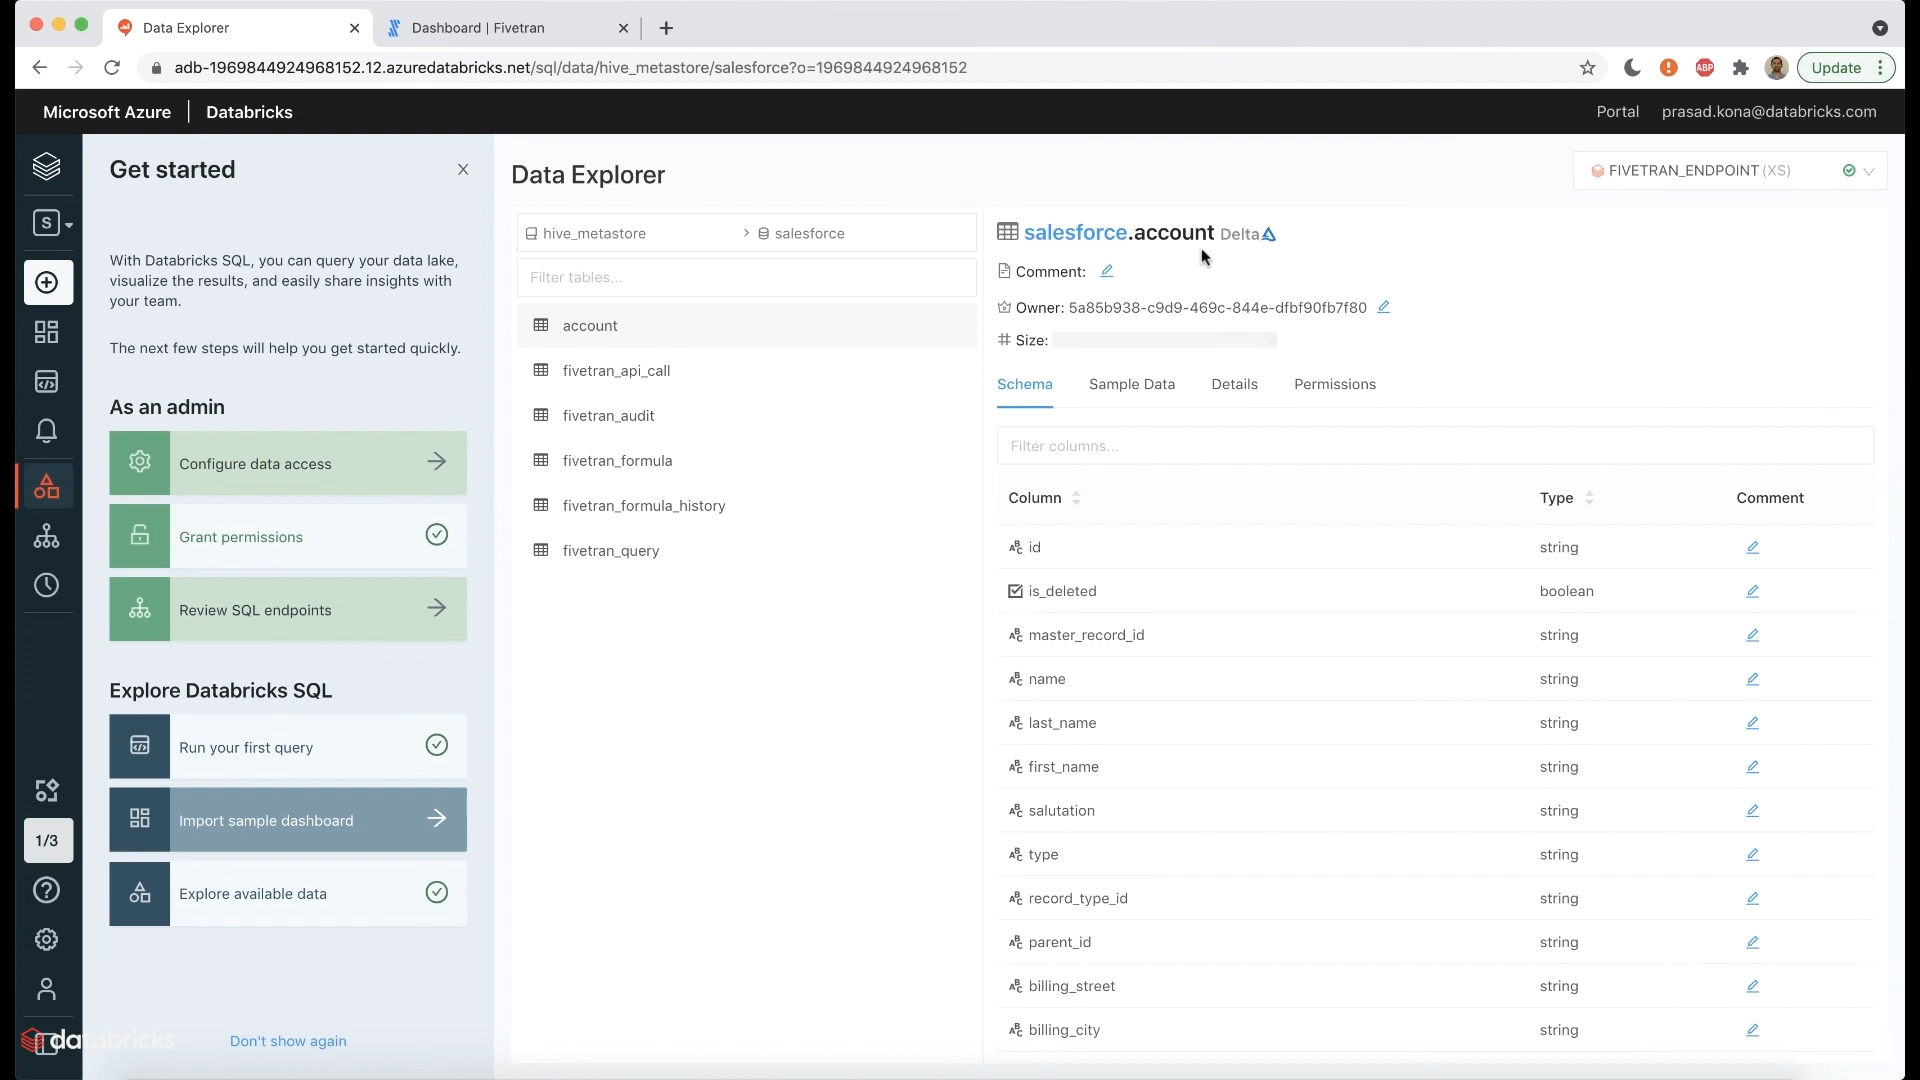 Data Explorer
Dashboard | Fivetran
adb-1969844924968152.12.azuredatabricks.net/sql/data/hive_metastore/salesforce?o=1969844924968152
ABP
Update
Microsoft Azure | Databricks
Portal
prasad.kona@databricks.com
S
1/3
Get started
With Databricks SQL, you can query your data lake,
visualize the results, and easily share insights with
your team.
The next few steps will help you get started quickly.
As an admin
Configure data access
Grant permissions
Review SQL endpoints
Explore Databricks SQL
Run your first query
Import sample dashboard
Explore available data
Don't show again
databricks
Data Explorer
FIVETRAN_ENDPOINT (XS)
hive_metastore > salesforce
Filter tables...
account
fivetran_api_call
fivetran_audit
fivetran_formula
fivetran_formula_history
fivetran_query
salesforce.account Delta
Comment:
Owner: 5a85b938-c9d9-469c-844e-dfbf90fb7f80
# Size:
Schema Sample Data Details Permissions
Filter columns...
Column Type Comment
id string
is_deleted boolean
master_record_id string
name string
last_name string
first_name string
salutation string
type string
record_type_id string
parent_id string
billing_street string
billing_city string